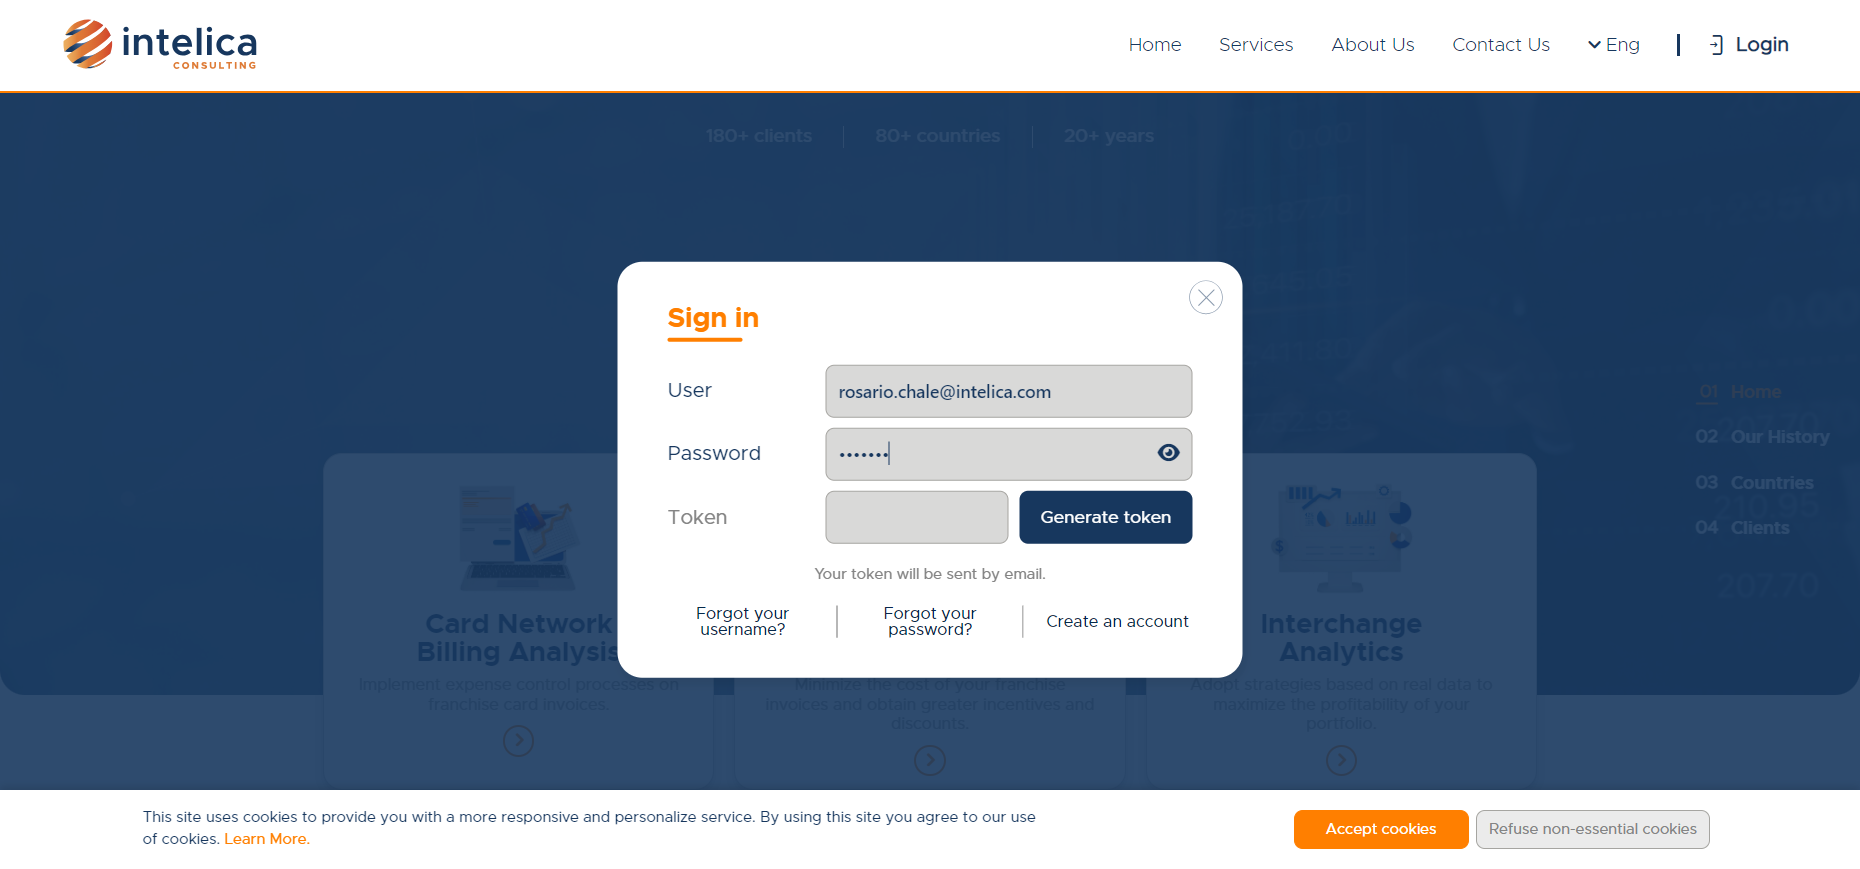 intelica
CONSULTING
Home
Services
About Us
Contact Us
Eng
Login
180+ clients
80+ countries
20+ years
Sign in
User
rosario.chale@intelica.com
Password
•••••••
Token
Generate token
Your token will be sent by email.
Forgot your
username?
Forgot your
password?
Create an account
01 Home
02 Our History
03 Countries
04 Clients
210.95
207.70
Card Network
Billing Analysis
Implement expense control processes on
franchise card invoices.
Minimize the cost of your franchise
invoices and obtain greater incentives and
discounts.
Interchange
Analytics
Adopt strategies based on real data to
maximize the profitability of your
portfolio.
This site uses cookies to provide you with a more responsive and personalize service. By using this site you agree to our use
of cookies. Learn More.
Accept cookies
Refuse non-essential cookies